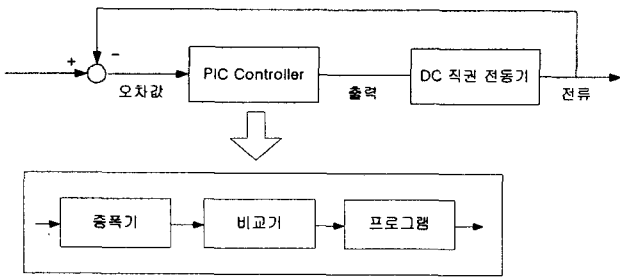 + −
오차값
PIC Controller
출력
DC 직권 전동기
전류
증폭기
비교기
프로그램